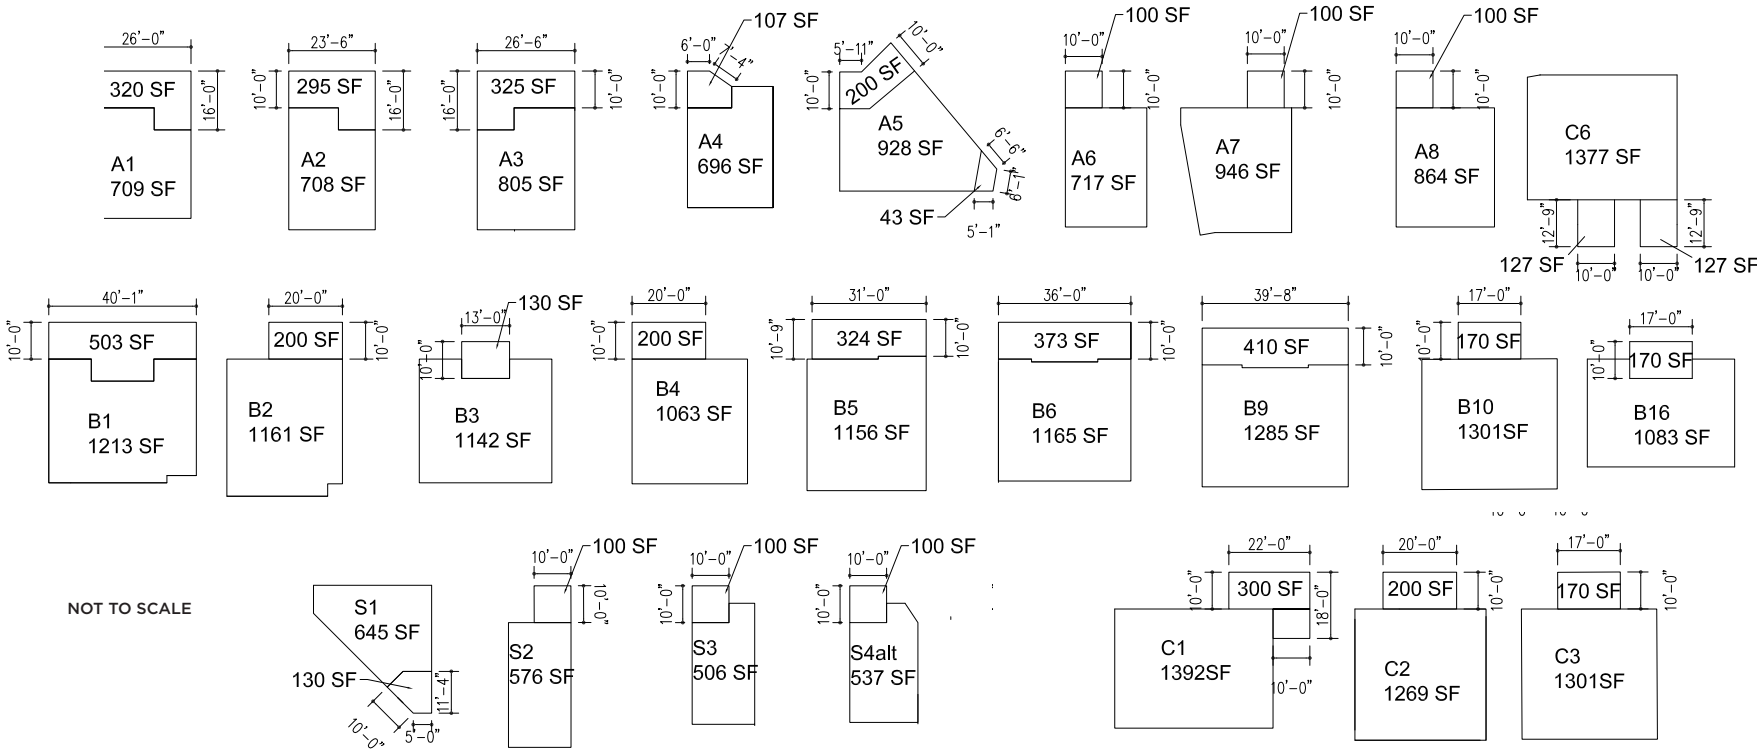 107 SF
100 SF
100 SF
100 SF
26'-0"
23'-6"
26'-6"
6'-0"
7'-4"
5'-11"
10'-0"
10'-0"
10'-0"
10'-0"
320 SF
16'-0"
10'-0"
295 SF
16'-0"
16'-0"
325 SF
10'-0"
10'-0"
10'-0"
200 SF
10'-0"
10'-0"
10'-0"
A1
709 SF
A2
708 SF
A3
805 SF
A4
696 SF
A5
928 SF
6'-6"
6'-1"
43 SF
5'-1"
A6
717 SF
A7
946 SF
A8
864 SF
C6
1377 SF
12'-9"
12'-9"
127 SF
10'-0"
10'-0"
127 SF
40'-1"
20'-0"
13'-0"
130 SF
20'-0"
31'-0"
36'-0"
39'-8"
17'-0"
17'-0"
10'-0"
503 SF
200 SF
10'-0"
10'-0"
10'-0"
200 SF
10'-9"
324 SF
10'-0"
373 SF
10'-0"
410 SF
10'-0"
10'-0"
170 SF
10'-0"
170 SF
B1
1213 SF
B2
1161 SF
B3
1142 SF
B4
1063 SF
B5
1156 SF
B6
1165 SF
B9
1285 SF
B10
1301SF
B16
1083 SF
NOT TO SCALE
S1
645 SF
130 SF
11'-4"
10'-0"
5'-0"
10'-0"
100 SF
10'-0"
S2
576 SF
10'-0"
100 SF
10'-0"
S3
506 SF
10'-0"
100 SF
10'-0"
S4alt
537 SF
22'-0"
10'-0"
300 SF
18'-0"
C1
1392SF
10'-0"
20'-0"
200 SF
10'-0"
C2
1269 SF
17'-0"
170 SF
10'-0"
C3
1301SF